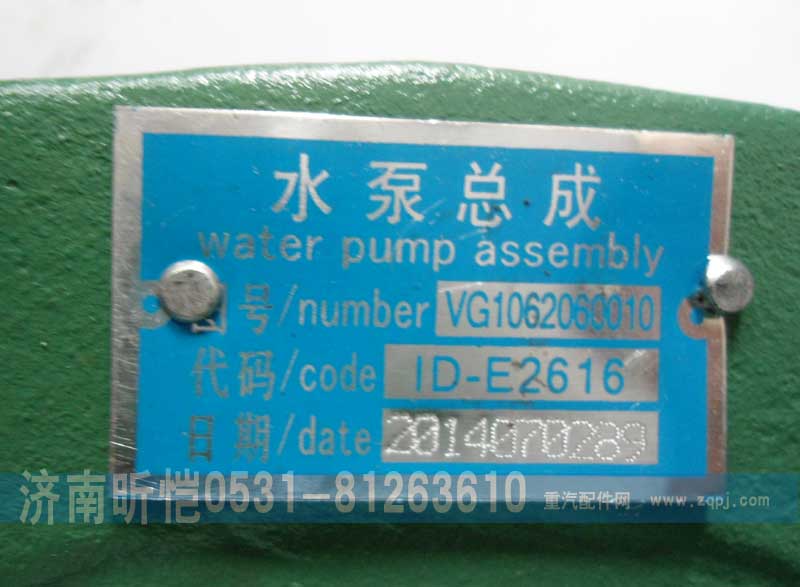 水泵总成
water pump assembly
图号/number VG1062060010
代码/code ID-E2616
日期/date 2014070289
济南昕恺0531-81263610
重汽配件网 www.zqpj.com